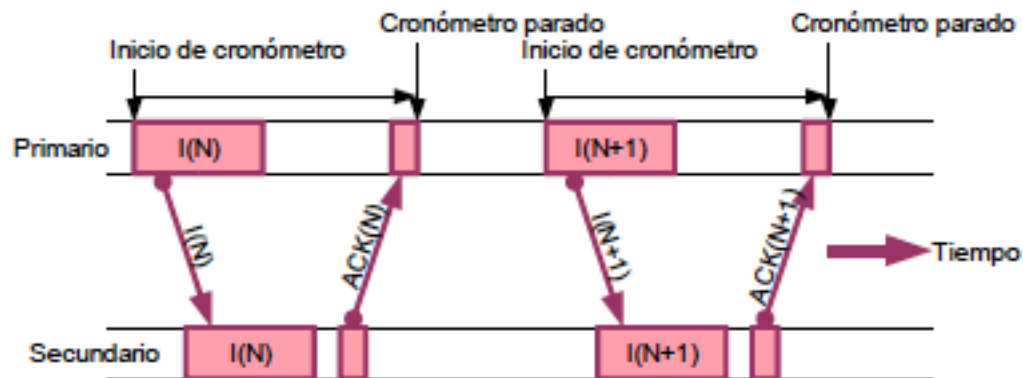 Cronómetro parado
Cronómetro parado
Inicio de cronómetro
Inicio de cronómetro
Primario
I(N)
I(N+1)
I(N)
ACK(N)
I(N+1)
ACK(N+1)
Tiempo
Secundario
I(N)
I(N+1)